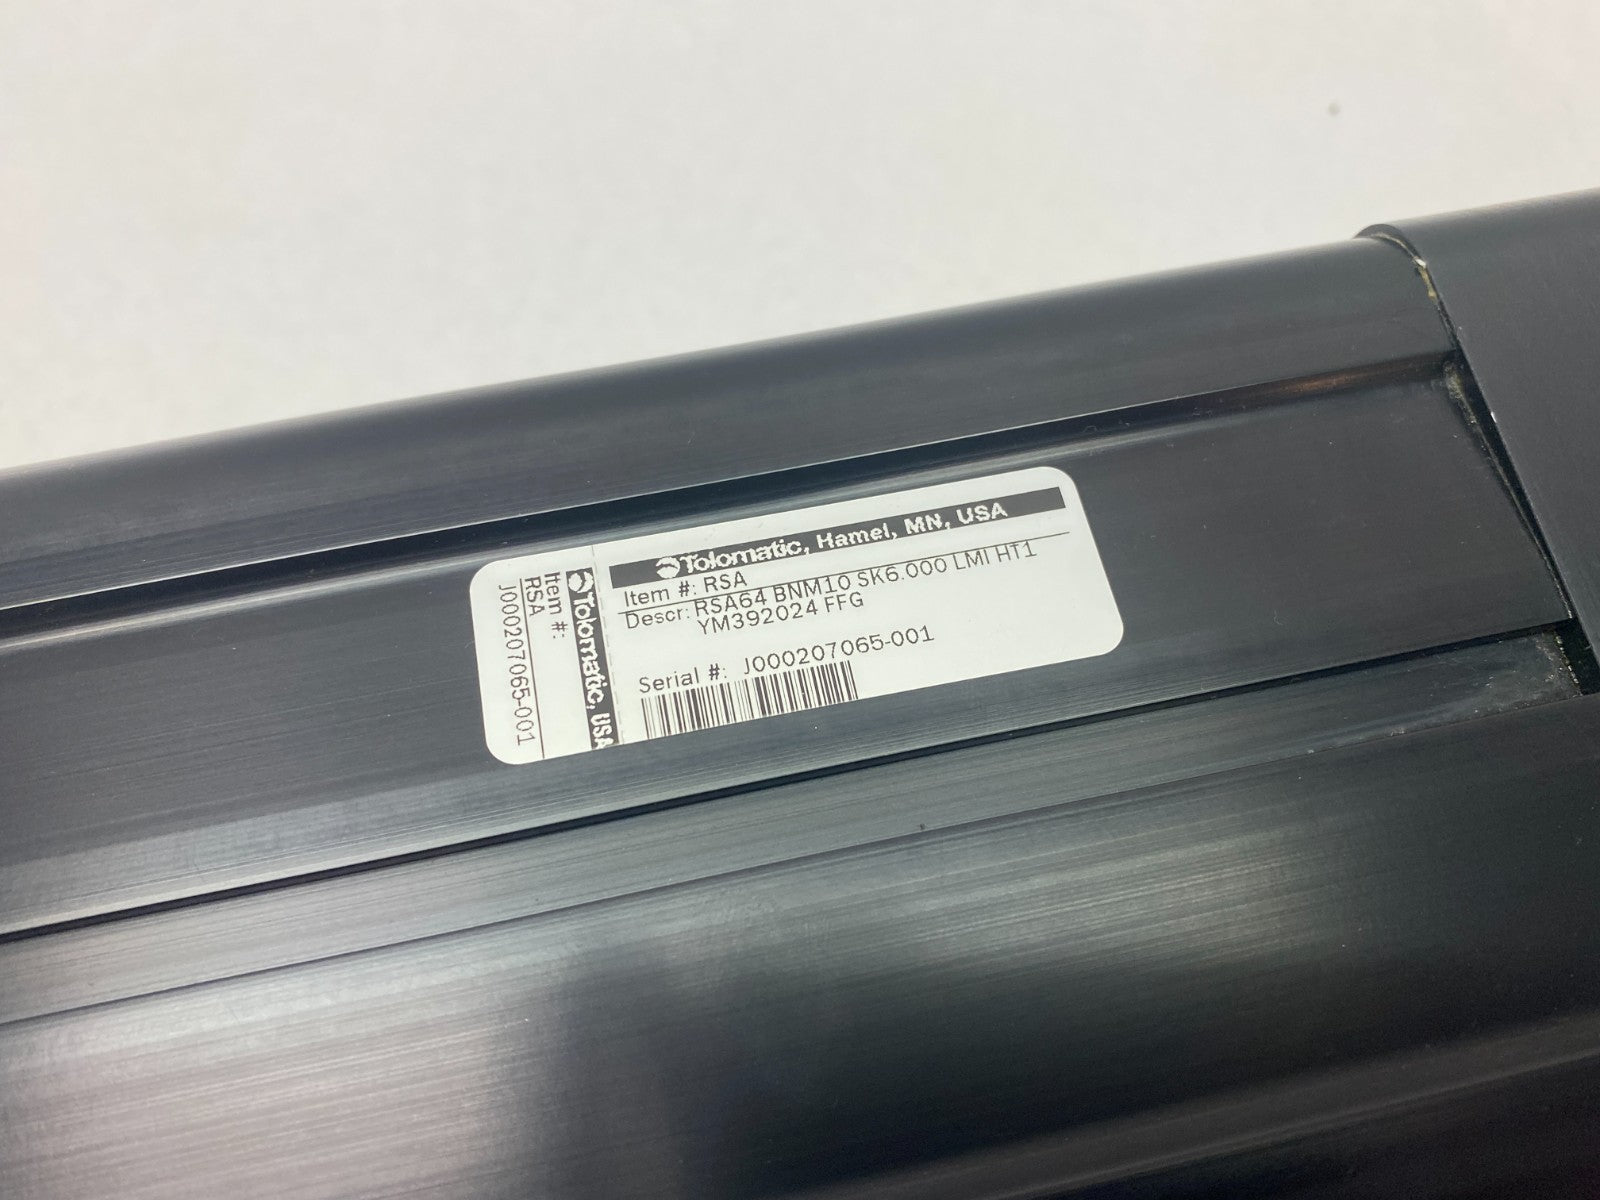 Tolomatic, Hamel, MN, USA
Item #: RSA
Descr: RSA64 BNM10 SK6.000 LMI HT1
YM392024 FFG
Serial #: J000207065-001
Tolomatic, USA
Item #:
RSA
J000207065-001